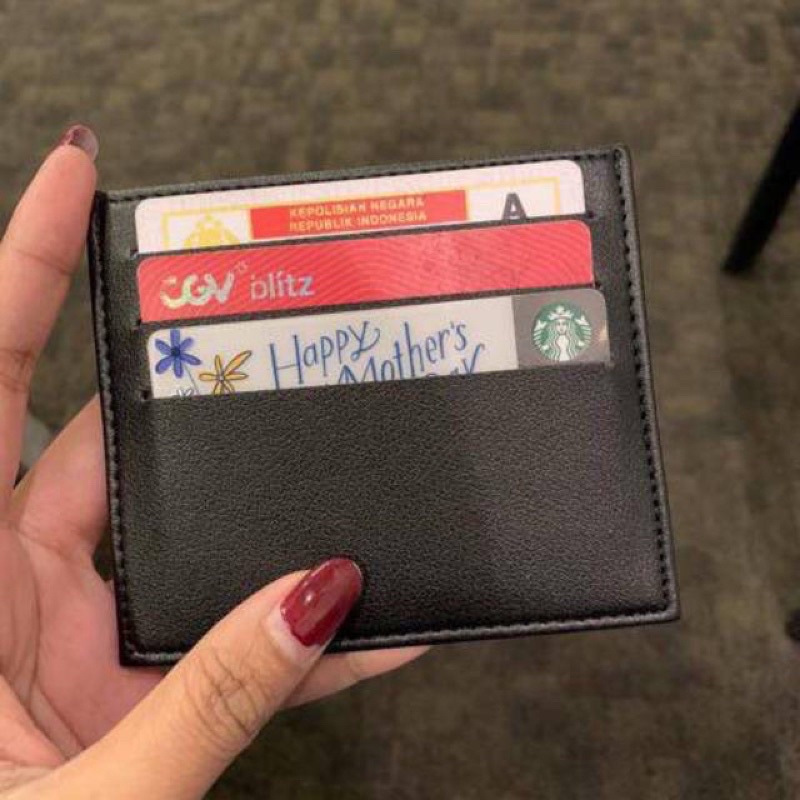 KEPOLISIAN NEGARA
REPUBLIK INDONESIA
A
CGV blitz
Happy
Mother's